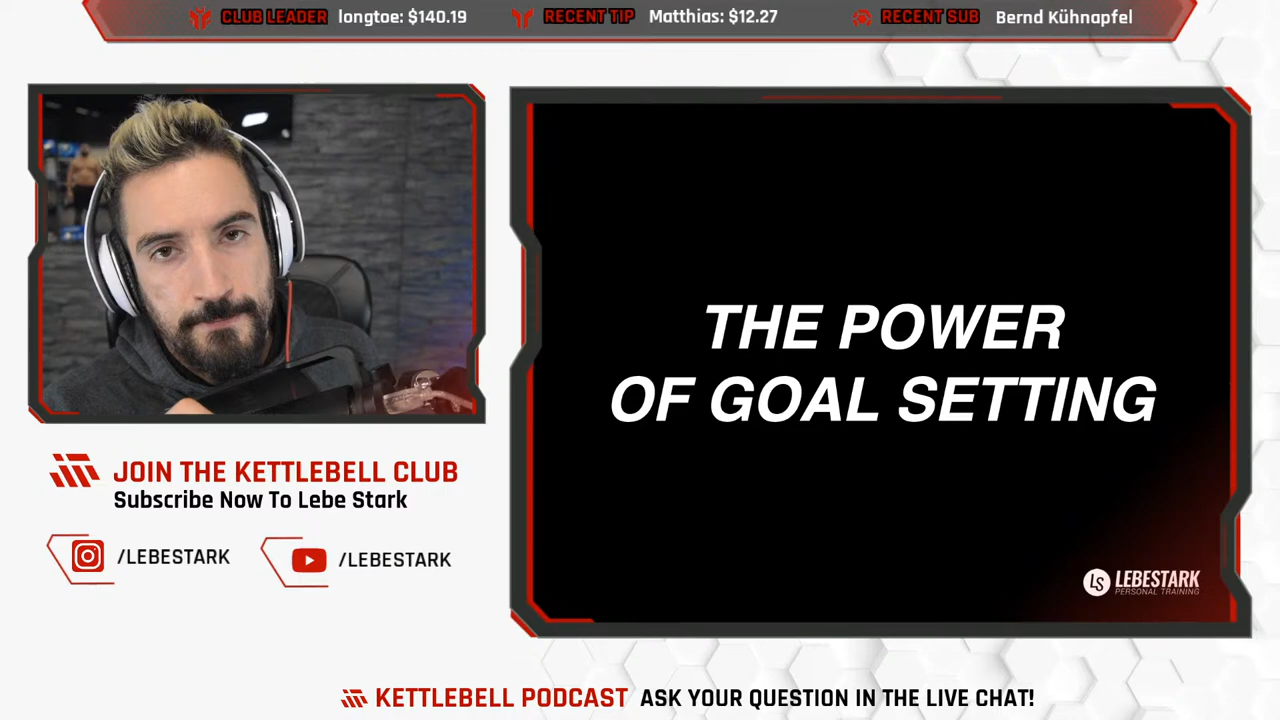 CLUB LEADER longtoe: $140.19 RECENT TIP Matthias: $12.27 RECENT SUB Bernd Kühnapfel
THE POWER
OF GOAL SETTING
LS LEBESTARK
PERSONAL TRAINING
JOIN THE KETTLEBELL CLUB
Subscribe Now To Lebe Stark
/LEBESTARK /LEBESTARK
KETTLEBELL PODCAST ASK YOUR QUESTION IN THE LIVE CHAT!